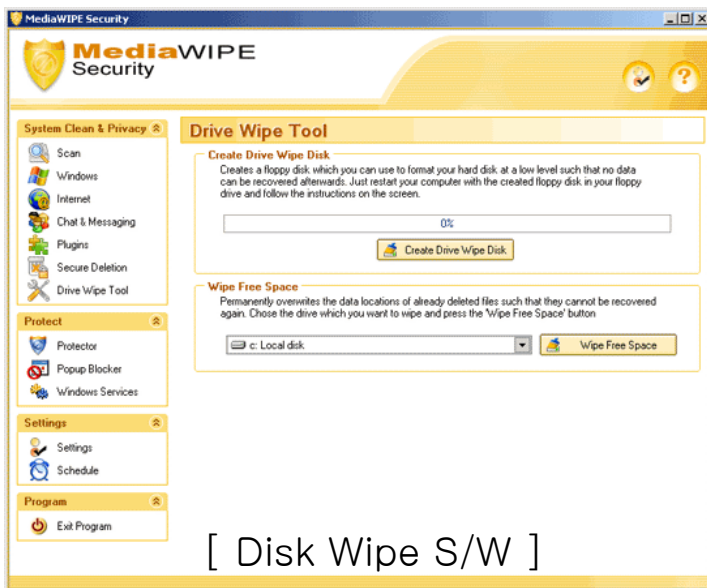 MediaWIPE Security
MediaWIPE
Security
?
System Clean & Privacy
Scan
Windows
Internet
Chat & Messaging
Plugins
Secure Deletion
Drive Wipe Tool
Protect
Protector
Popup Blocker
Windows Services
Settings
Settings
Schedule
Program
Exit Program
Drive Wipe Tool
Create Drive Wipe Disk
Creates a floppy disk which you can use to format your hard disk at a low level such that no data
can be recovered afterwards. Just restart your computer with the created floppy disk in your floppy
drive and follow the instructions on the screen.
0%
Create Drive Wipe Disk
Wipe Free Space
Permanently overwrites the data locations of already deleted files such that they cannot be recovered
again. Chose the drive which you want to wipe and press the 'Wipe Free Space' button
c: Local disk
Wipe Free Space
[ Disk Wipe S/W ]